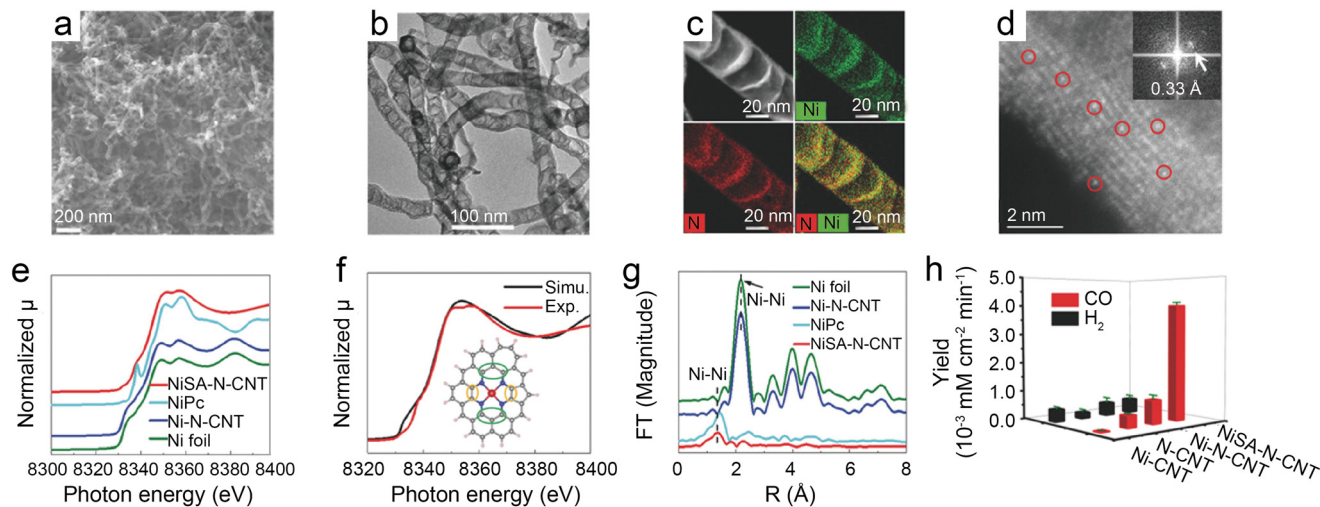 a
200 nm
b
100 nm
c
20 nm
Ni
20 nm
N
20 nm
N Ni
20 nm
d
0.33 Å
2 nm
e
Normalized μ
NiSA-N-CNT
NiPc
Ni-N-CNT
Ni foil
8300 8320 8340 8360 8380 8400
Photon energy (eV)
f
Normalized μ
Simu.
Exp.
8320 8340 8360 8380 8400
Photon energy (eV)
g
FT (Magnitude)
Ni-Ni
Ni-Ni
Ni foil
Ni-N-CNT
NiPc
NiSA-N-CNT
0 2 4 6 8
R (Å)
h
Yield
(10⁻³ mM cm⁻² min⁻¹)
5.0
4.0
3.0
2.0
1.0
0.0
CO
H₂
NiSA-N-CNT
Ni-N-CNT
N-CNT
Ni-CNT